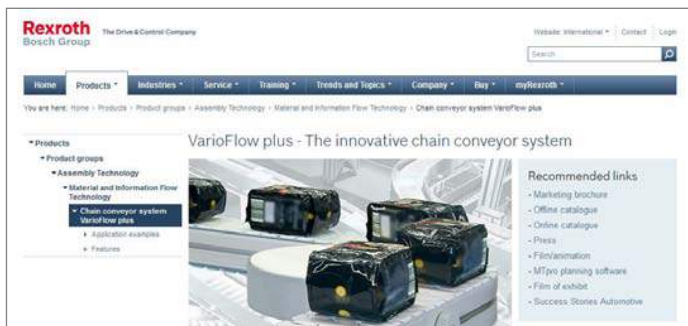 Rexroth
Bosch Group
The Drive & Control Company
Website: International Contact Login
Search
Home Products Industries Service Training Trends and Topics Company Buy myRexroth
You are here: Home › Products › Product groups › Assembly Technology › Material and Information Flow Technology › Chain conveyor system VarioFlow plus
Products
Product groups
Assembly Technology
Material and Information Flow
Technology
Chain conveyor system
VarioFlow plus
Application examples
Features
VarioFlow plus - The innovative chain conveyor system
Recommended links
- Marketing brochure
- Offline catalogue
- Online catalogue
- Press
- Film/animation
- MTpro planning software
- Film of exhibit
- Success Stories Automotive